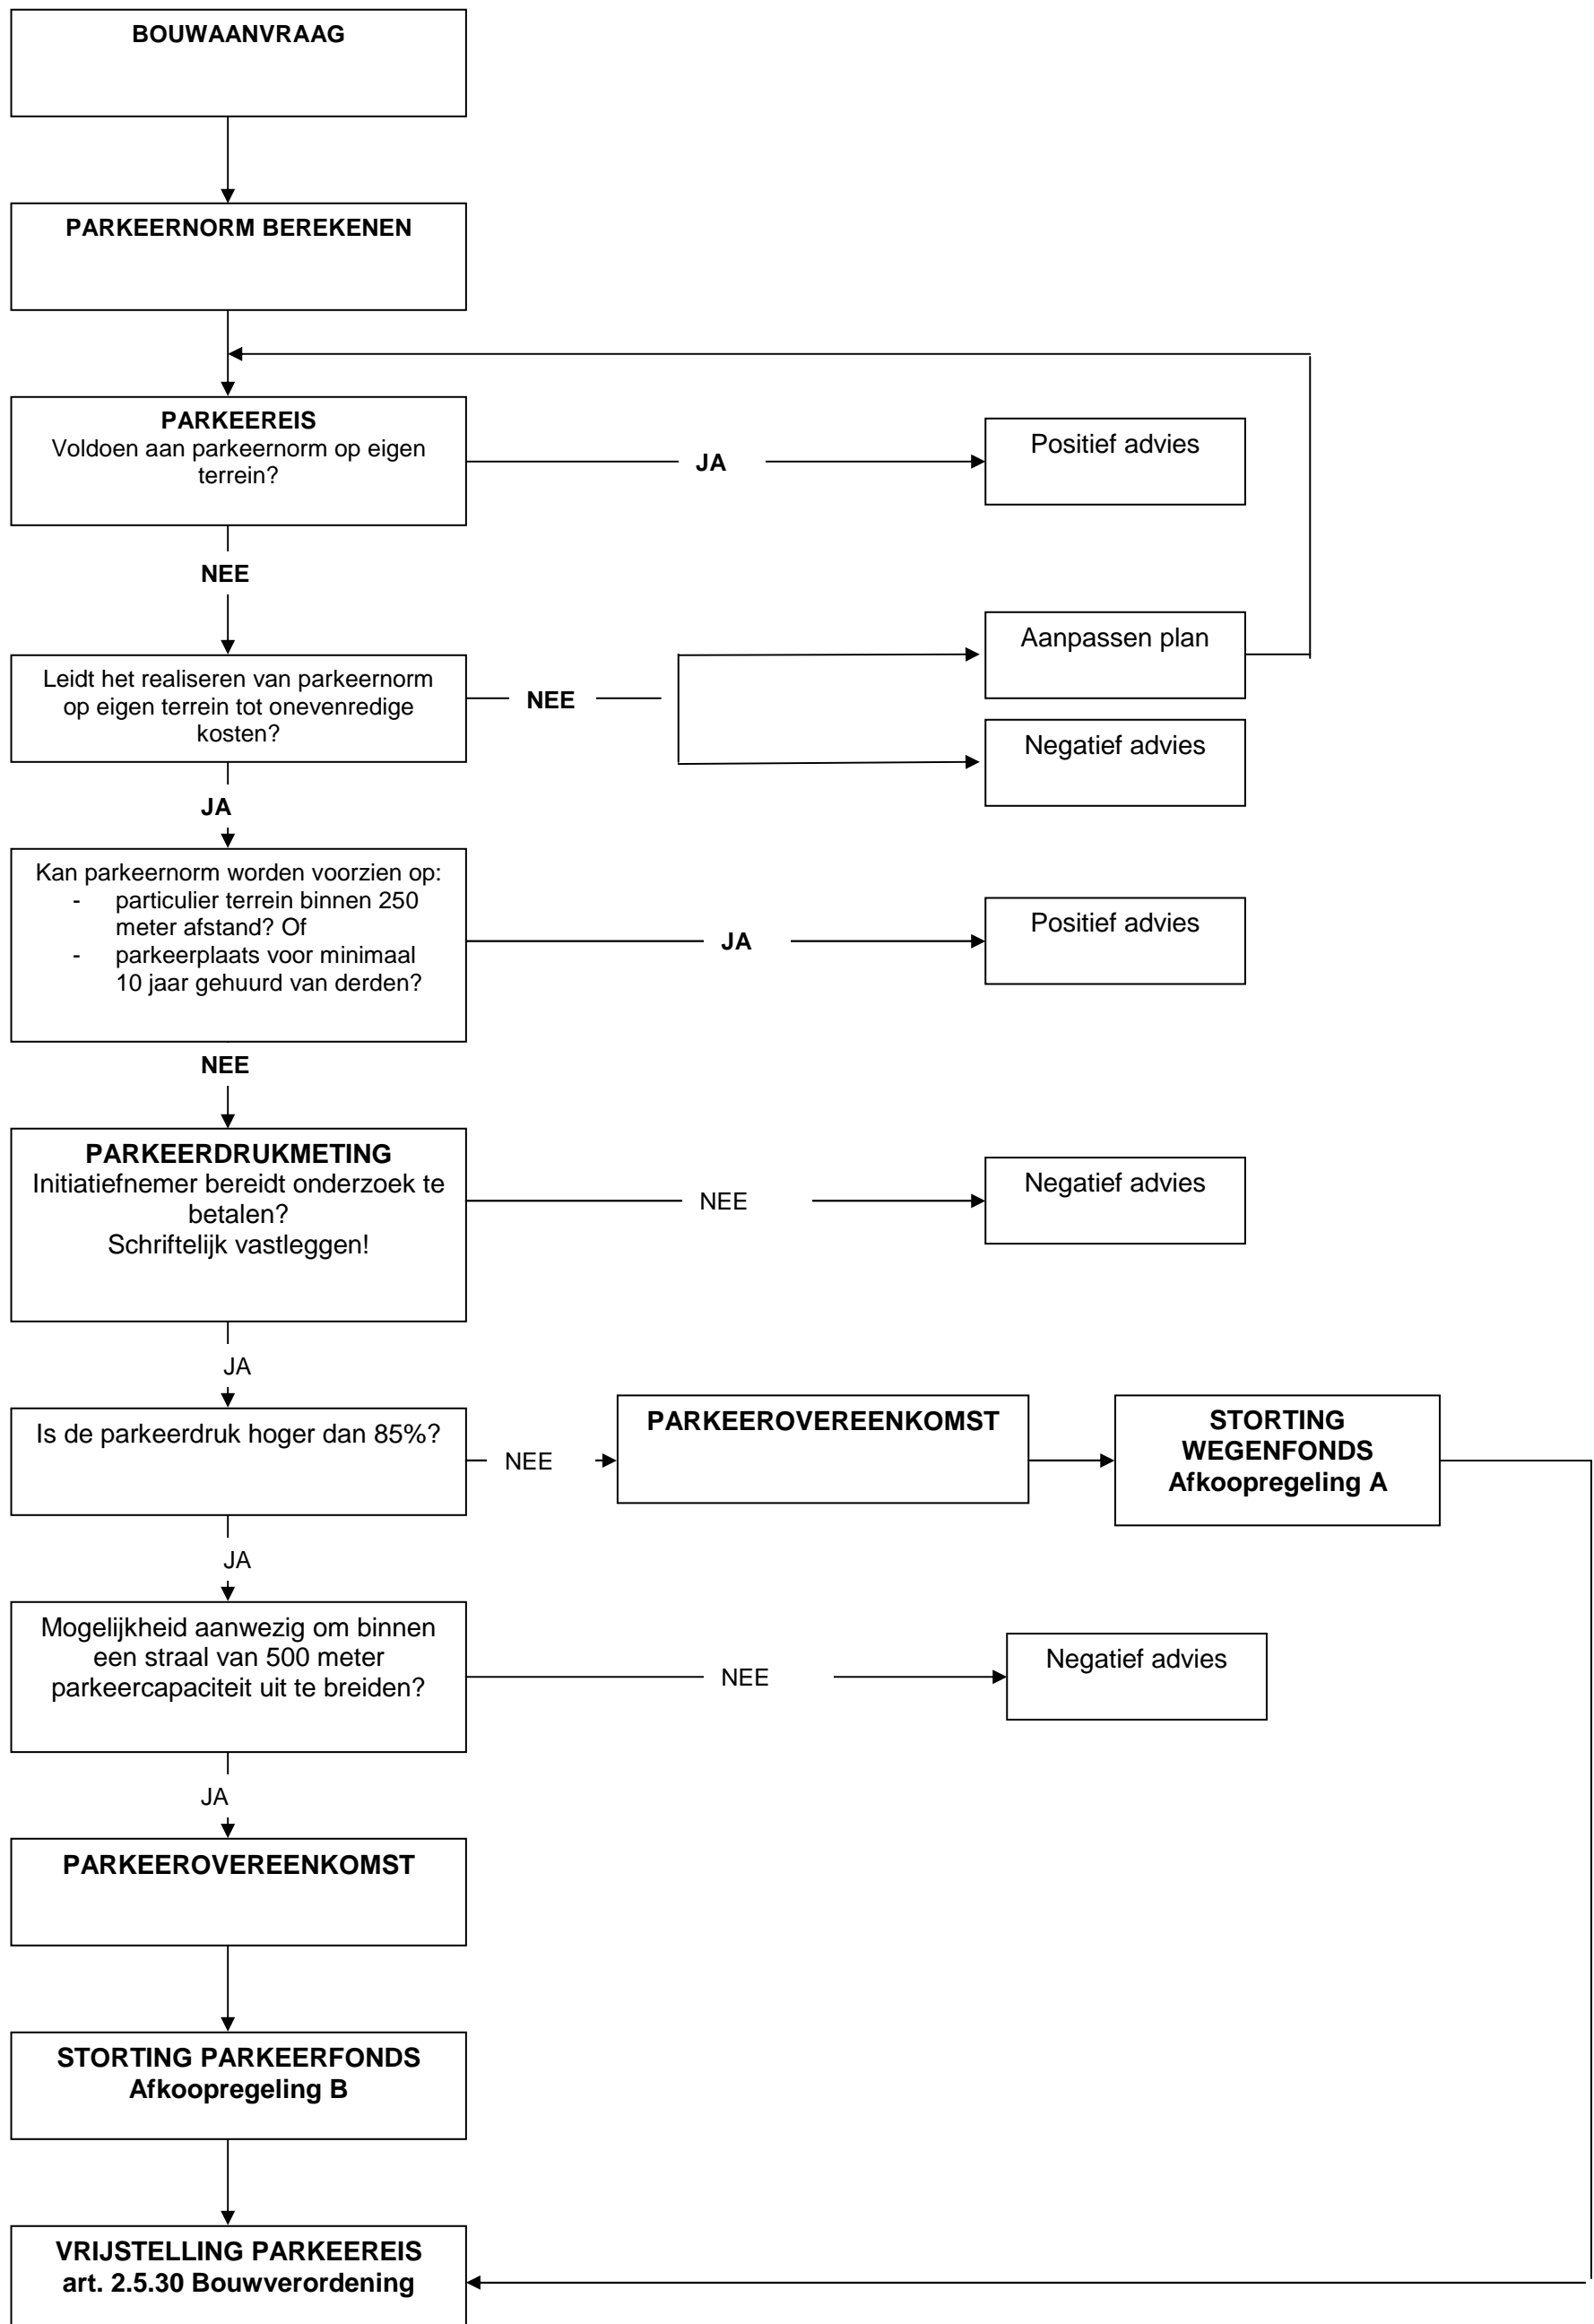 BOUWAANVRAAG
PARKEERNORM BEREKENEN
PARKEEREIS
Voldoen aan parkeernorm op eigen
terrein?
JA
Positief advies
NEE
Leidt het realiseren van parkeernorm
op eigen terrein tot onevenredige
kosten?
NEE
Aanpassen plan
Negatief advies
JA
Kan parkeernorm worden voorzien op:
- particulier terrein binnen 250
meter afstand? Of
- parkeerplaats voor minimaal
10 jaar gehuurd van derden?
JA
Positief advies
NEE
PARKEERDRUKMETING
Initiatiefnemer bereidt onderzoek te
betalen?
Schriftelijk vastleggen!
NEE
Negatief advies
JA
Is de parkeerdruk hoger dan 85%?
NEE
PARKEEROVEREENKOMST
STORTING
WEGENFONDS
Afkoopregeling A
JA
Mogelijkheid aanwezig om binnen
een straal van 500 meter
parkeercapaciteit uit te breiden?
NEE
Negatief advies
JA
PARKEEROVEREENKOMST
STORTING PARKEERFONDS
Afkoopregeling B
VRIJSTELLING PARKEEREIS
art. 2.5.30 Bouwverordening